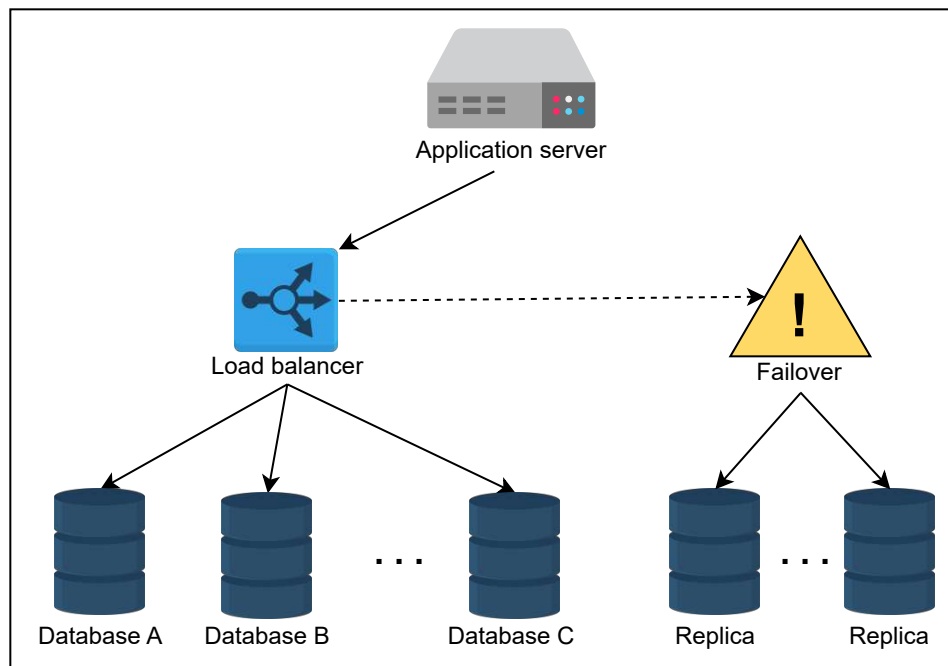 Application server
Load balancer
!
Failover
. . .
. . .
Database A
Database B
Database C
Replica
Replica